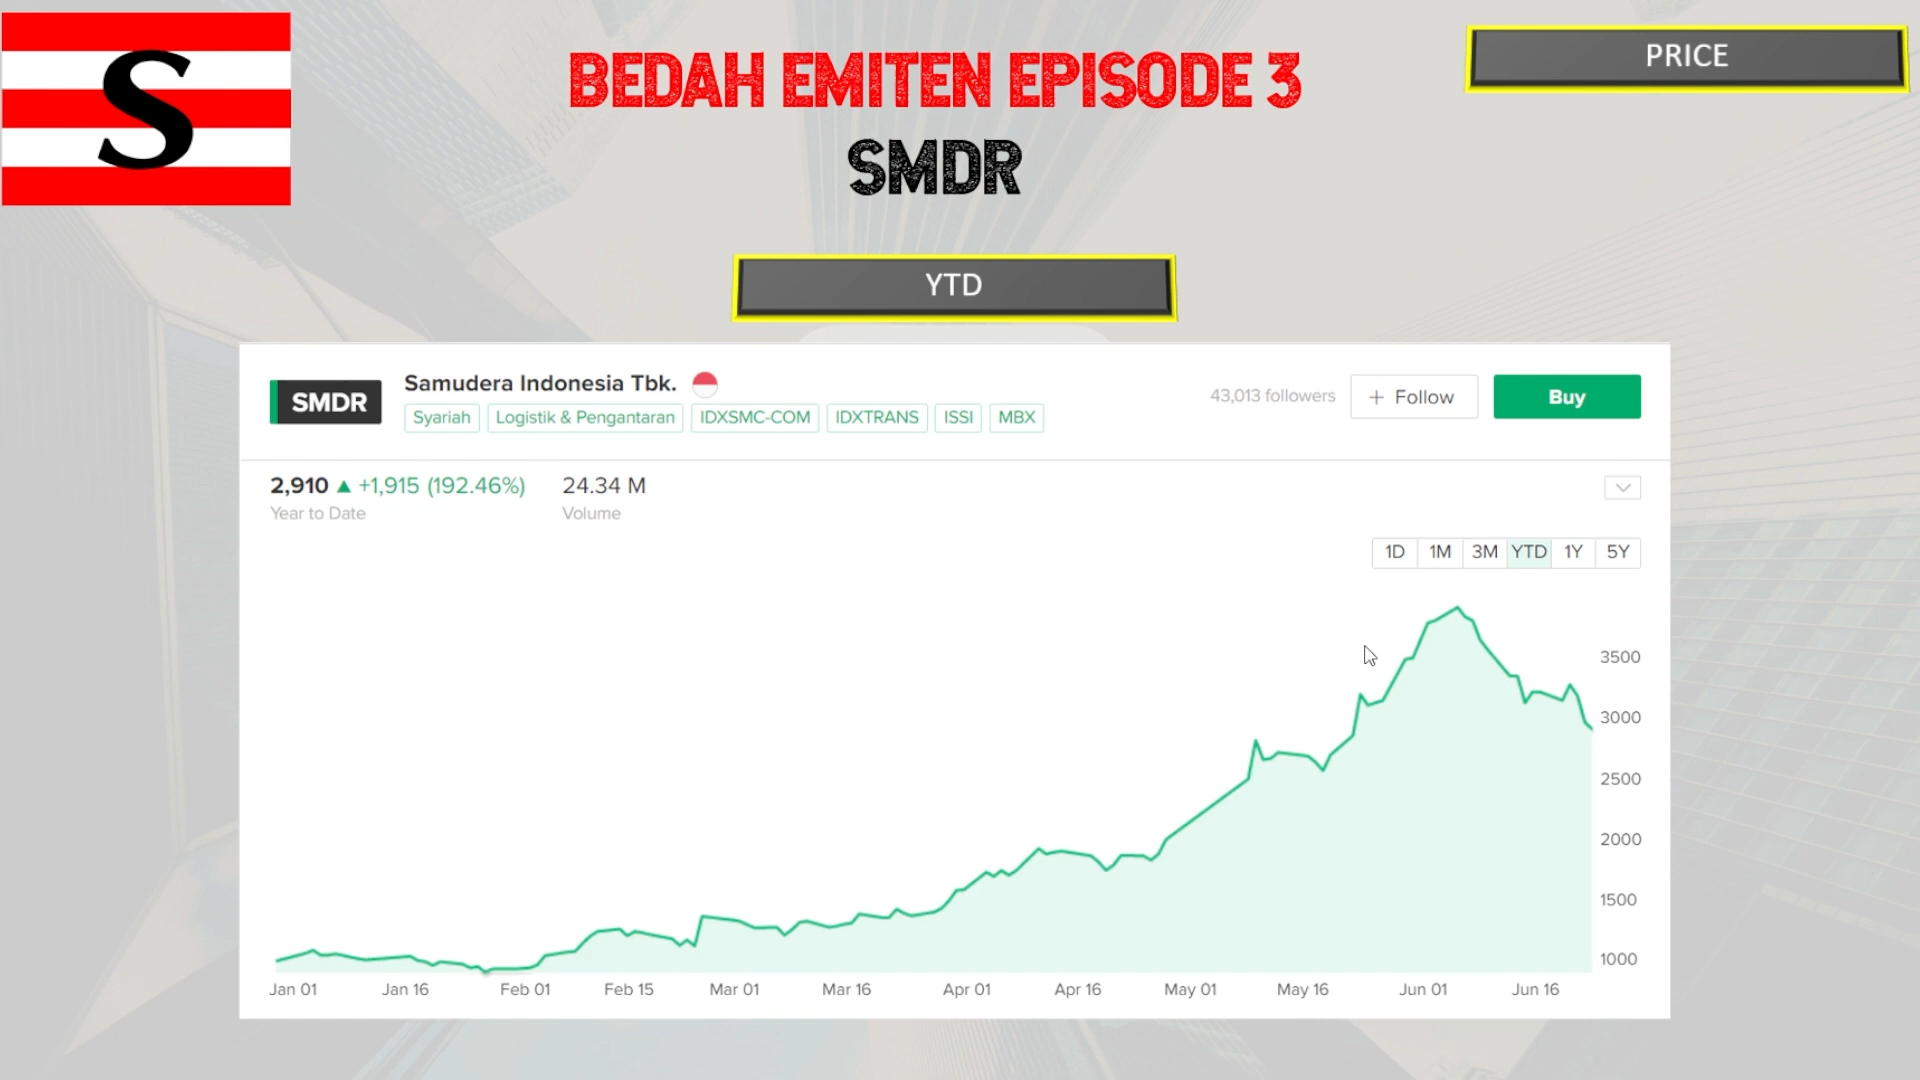 S
BEDAH EMITEN EPISODE 3
PRICE
SMDR
YTD
SMDR
Samudera Indonesia Tbk.
Syariah Logistik & Pengantaran IDXSMC-COM IDXTRANS ISSI MBX
43,013 followers + Follow Buy
2,910 ▲ +1,915 (192.46%) 24.34 M
Year to Date Volume
1D 1M 3M YTD 1Y 5Y
3500
3000
2500
2000
1500
1000
Jan 01 Jan 16 Feb 01 Feb 15 Mar 01 Mar 16 Apr 01 Apr 16 May 01 May 16 Jun 01 Jun 16